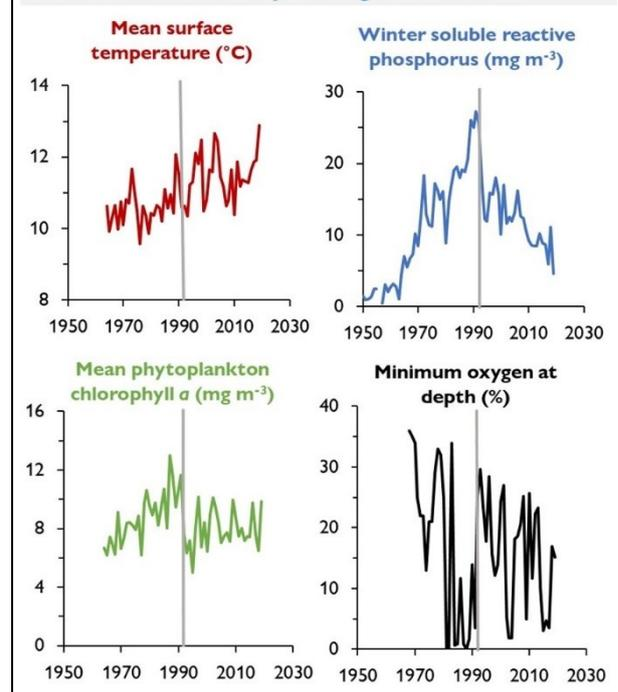 Mean surface
temperature (°C)
14
12
10
8
1950 1970 1990 2010 2030
Winter soluble reactive
phosphorus (mg m-3)
30
20
10
0
1950 1970 1990 2010 2030
Mean phytoplankton
chlorophyll a (mg m-3)
16
12
8
4
0
1950 1970 1990 2010 2030
Minimum oxygen at
depth (%)
40
30
20
10
0
1950 1970 1990 2010 2030